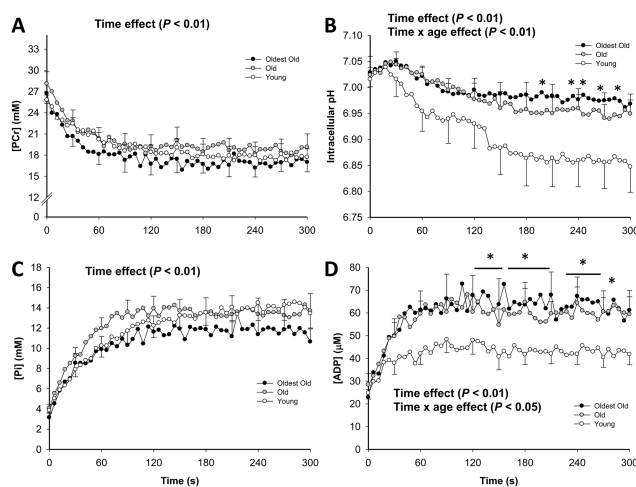 A
Time effect (P < 0.01)
Oldest Old
Old
Young
[PCr] (mM)
33
30
27
24
21
18
15
12
0
0 60 120 180 240 300
B
Time effect (P < 0.01)
Time x age effect (P < 0.01)
Oldest Old
Old
Young
* * * * *
Intracellular pH
7.10
7.05
7.00
6.95
6.90
6.85
6.80
6.75
0 60 120 180 240 300
C
Time effect (P < 0.01)
[Pi] (mM)
18
16
14
12
10
8
6
4
2
0
Oldest Old
Old
Young
0 60 120 180 240 300
Time (s)
D
* * * *
[ADP] (µM)
80
70
60
50
40
30
20
10
0
Time effect (P < 0.01)
Time x age effect (P < 0.05)
Oldest Old
Old
Young
0 60 120 180 240 300
Time (s)